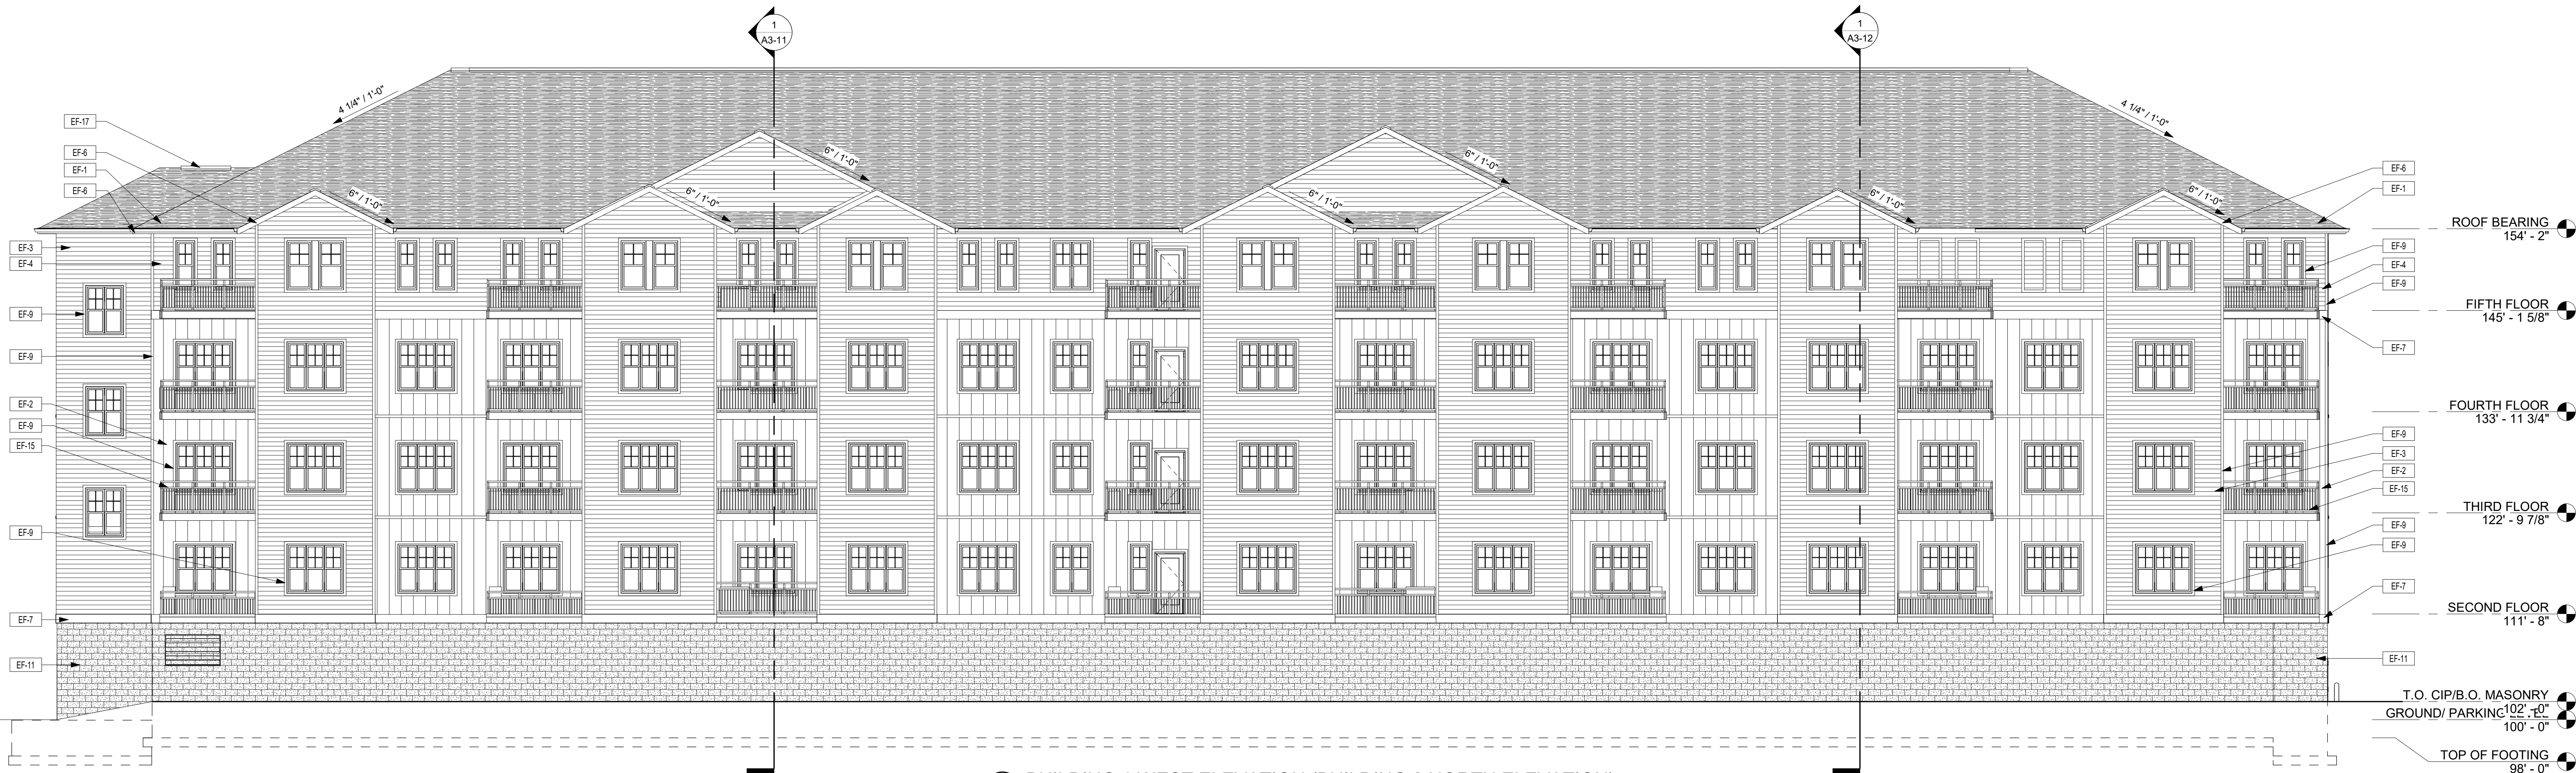 1
A3-11
1
A3-12
4 1/4" / 1'-0"
4 1/4" / 1'-0"
EF-17
EF-6
EF-1
EF-6
6" / 1'-0"
6" / 1'-0"
6" / 1'-0"
6" / 1'-0"
6" / 1'-0"
6" / 1'-0"
6" / 1'-0"
EF-6
EF-1
ROOF BEARING
154' - 2"
EF-3
EF-4
EF-9
EF-4
EF-9
EF-9
FIFTH FLOOR
145' - 1 5/8"
EF-9
EF-7
EF-2
EF-9
EF-15
FOURTH FLOOR
133' - 11 3/4"
EF-9
EF-3
EF-2
EF-15
THIRD FLOOR
122' - 9 7/8"
EF-9
EF-9
EF-9
EF-7
EF-7
SECOND FLOOR
111' - 8"
EF-11
EF-11
T.O. CIP/B.O. MASONRY
102' - 0"
GROUND/ PARKING
100' - 0"
TOP OF FOOTING
98' - 0"